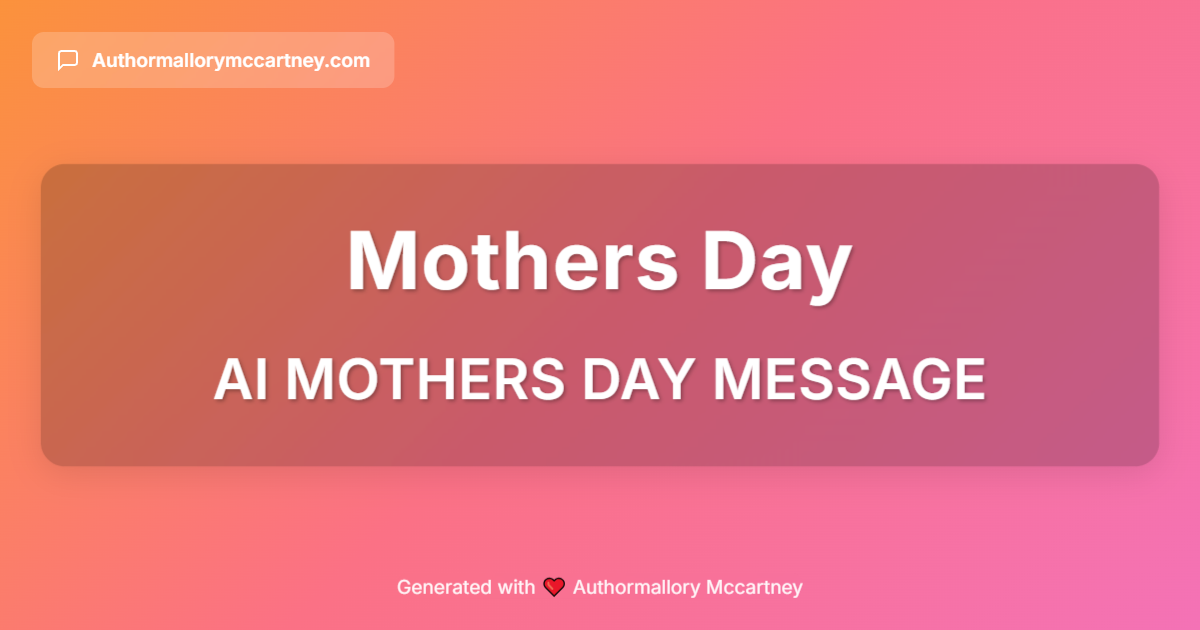 Authormallorymccartney.com
Mothers Day
AI MOTHERS DAY MESSAGE
Generated with ❤️ Authormallory Mccartney